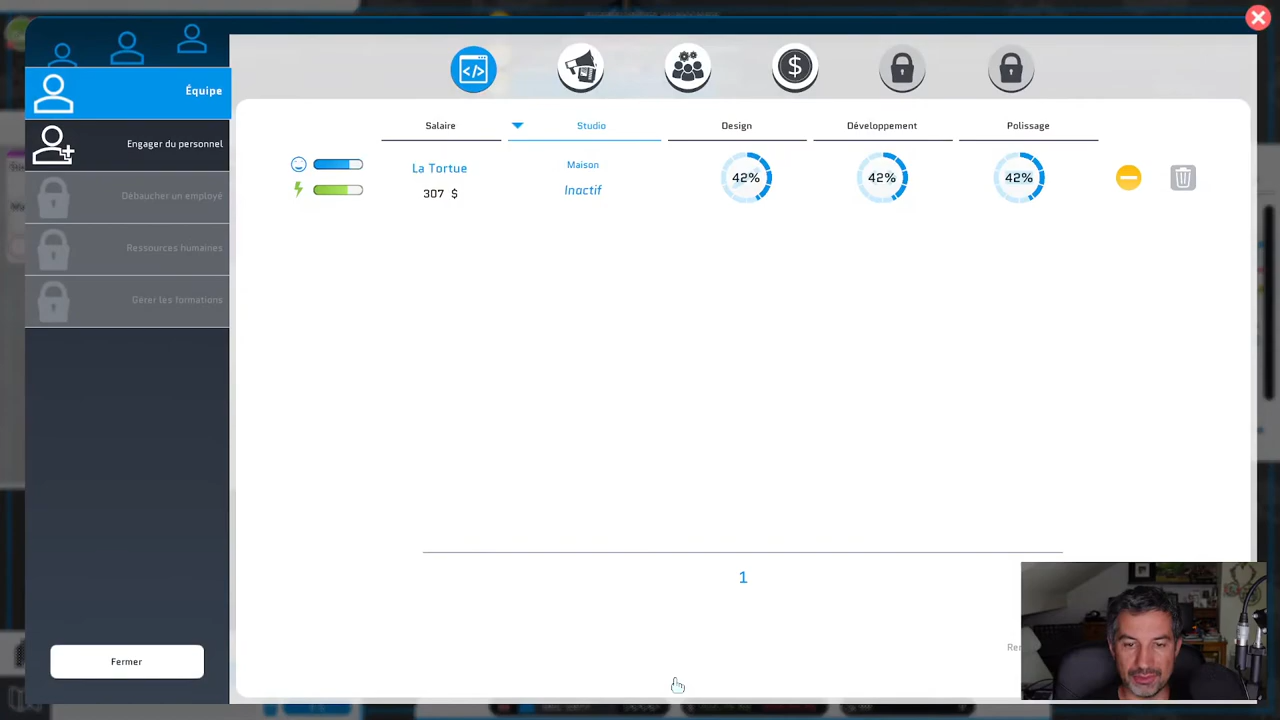 Équipe
Engager du personnel
Débaucher un employé
Ressources humaines
Gérer les formations
Fermer
Salaire
Studio
Design
Développement
Polissage
La Tortue
307 $
Maison
Inactif
42%
42%
42%
1